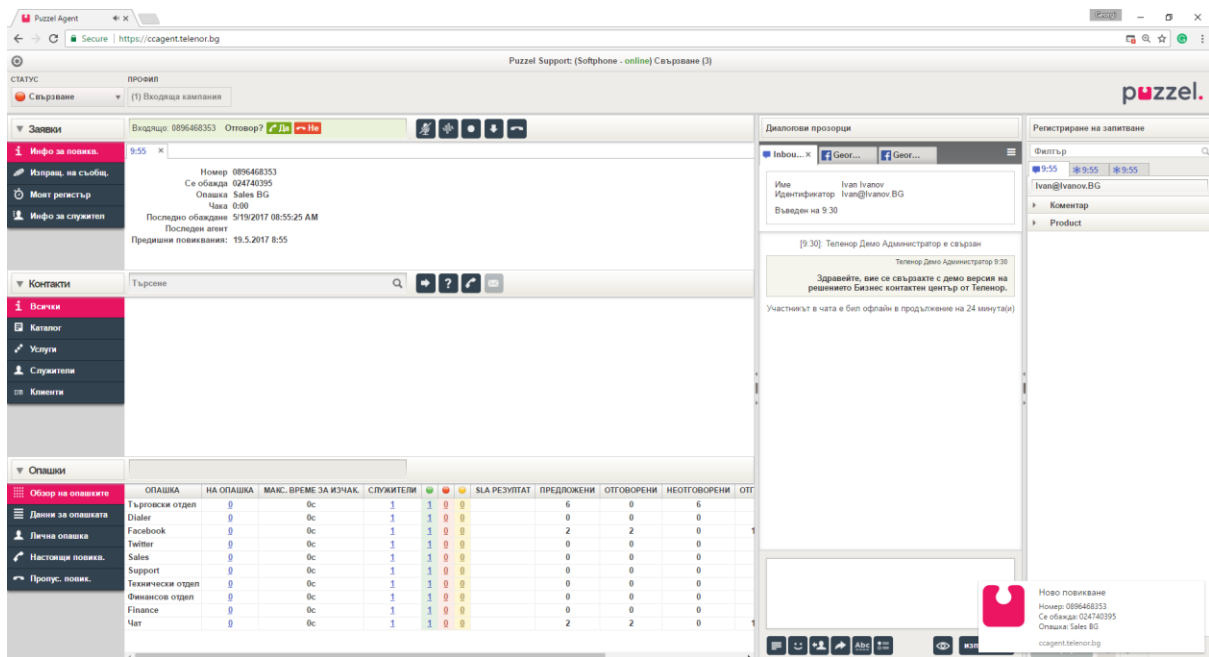 Puzzel Agent
Georgi
Secure https://ccagent.telenor.bg
Puzzel Support: (Softphone - online) Свързване (3)
СТАТУС ПРОФИЛ
Свързване (1) Входяща кампания
puzzel.
Заявки
Входящо: 0896468353 Отговор? Да Не
Инфо за повикв.
Изпращ. на съобщ.
Моят регистър
Инфо за служител
9:55
Номер 0896468353
Се обажда 024740395
Опашка Sales BG
Чака 0:00
Последно обаждане 5/19/2017 08:55:25 AM
Последен агент
Предишни повиквания: 19.5.2017 8:55
Контакти
Търсене
Всички
Каталог
Услуги
Служители
Клиенти
Опашки
Обзор на опашките
Данни за опашката
Лична опашка
Настоящи повикв.
Пропус. повик.
ОПАШКА НА ОПАШКА МАКС. ВРЕМЕ ЗА ИЗЧАК. СЛУЖИТЕЛИ SLA РЕЗУЛТАТ ПРЕДЛОЖЕНИ ОТГОВОРЕНИ НЕОТГОВОРЕНИ ОТГ
Търговски отдел 0 0с 1 1 0 0 6 0 6
Dialer 0 0с 1 1 0 0 0 0 0
Facebook 0 0с 1 1 0 0 2 2 0 1
Twitter 0 0с 1 1 0 0 0 0 0
Sales 0 0с 1 1 0 0 0 0 0
Support 0 0с 1 1 0 0 0 0 0
Технически отдел 0 0с 1 1 0 0 0 0 0
Финансов отдел 0 0с 1 1 0 0 0 0 0
Finance 0 0с 1 1 0 0 0 0 0
Чат 0 0с 1 1 0 0 2 2 0 1
Диалогови прозорци
Inbou... Geor... Geor...
Име Ivan Ivanov
Идентификатор Ivan@Ivanov.BG
Въведен на 9:30
[9:30]: Теленор Демо Администратор е свързан
Теленор Демо Администратор 9:30
Здравейте, вие се свързахте с демо версия на
решението Бизнес контактен център от Теленор.
Участникът в чата е бил офлайн в продължение на 24 минута(и)
Abc
Регистриране на запитване
Филтър
9:55 9:55 9:55
Ivan@Ivanov.BG
Коментар
Product
Ново повикване
Номер: 0896468353
Се обажда: 024740395
Опашка: Sales BG
ccagent.telenor.bg